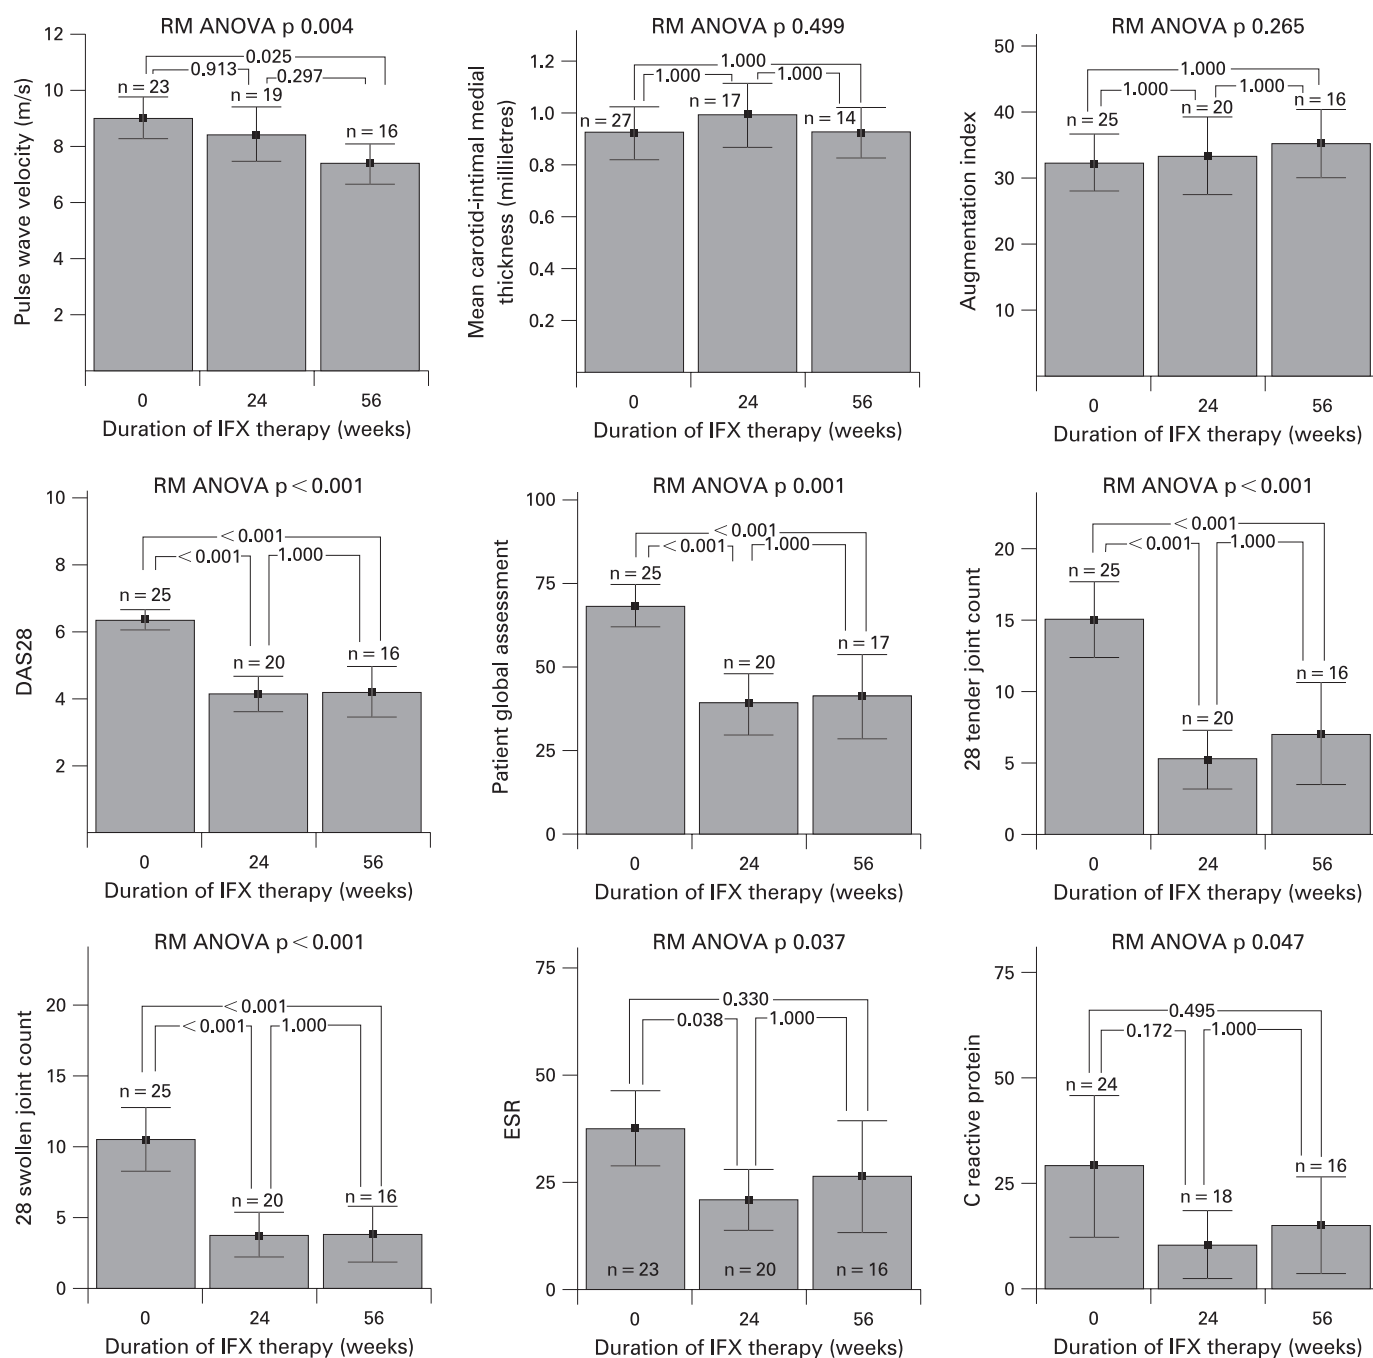 RM ANOVA p 0.004
12
10
8
6
4
2
Pulse wave velocity (m/s)
0.025
0.913
0.297
n = 23
n = 19
n = 16
0
24
56
Duration of IFX therapy (weeks)
RM ANOVA p 0.499
1.2
1.0
0.8
0.6
0.4
0.2
Mean carotid-intimal medial
thickness (milliletres)
1.000
1.000
1.000
n = 27
n = 17
n = 14
0
24
56
Duration of IFX therapy (weeks)
RM ANOVA p 0.265
50
40
30
20
10
Augmentation index
1.000
1.000
1.000
n = 25
n = 20
n = 16
0
24
56
Duration of IFX therapy (weeks)
RM ANOVA p < 0.001
10
8
6
4
2
DAS28
< 0.001
< 0.001
1.000
n = 25
n = 20
n = 16
0
24
56
Duration of IFX therapy (weeks)
RM ANOVA p 0.001
100
75
50
25
0
Patient global assessment
< 0.001
< 0.001
1.000
n = 25
n = 20
n = 17
0
24
56
Duration of IFX therapy (weeks)
RM ANOVA p < 0.001
20
15
10
5
0
28 tender joint count
< 0.001
< 0.001
1.000
n = 25
n = 20
n = 16
0
24
56
Duration of IFX therapy (weeks)
RM ANOVA p < 0.001
20
15
10
5
0
28 swollen joint count
< 0.001
< 0.001
1.000
n = 25
n = 20
n = 16
0
24
56
Duration of IFX therapy (weeks)
RM ANOVA p 0.037
75
50
25
0
ESR
0.330
0.038
1.000
n = 23
n = 20
n = 16
0
24
56
Duration of IFX therapy (weeks)
RM ANOVA p 0.047
75
50
25
0
C reactive protein
0.495
0.172
1.000
n = 24
n = 18
n = 16
0
24
56
Duration of IFX therapy (weeks)